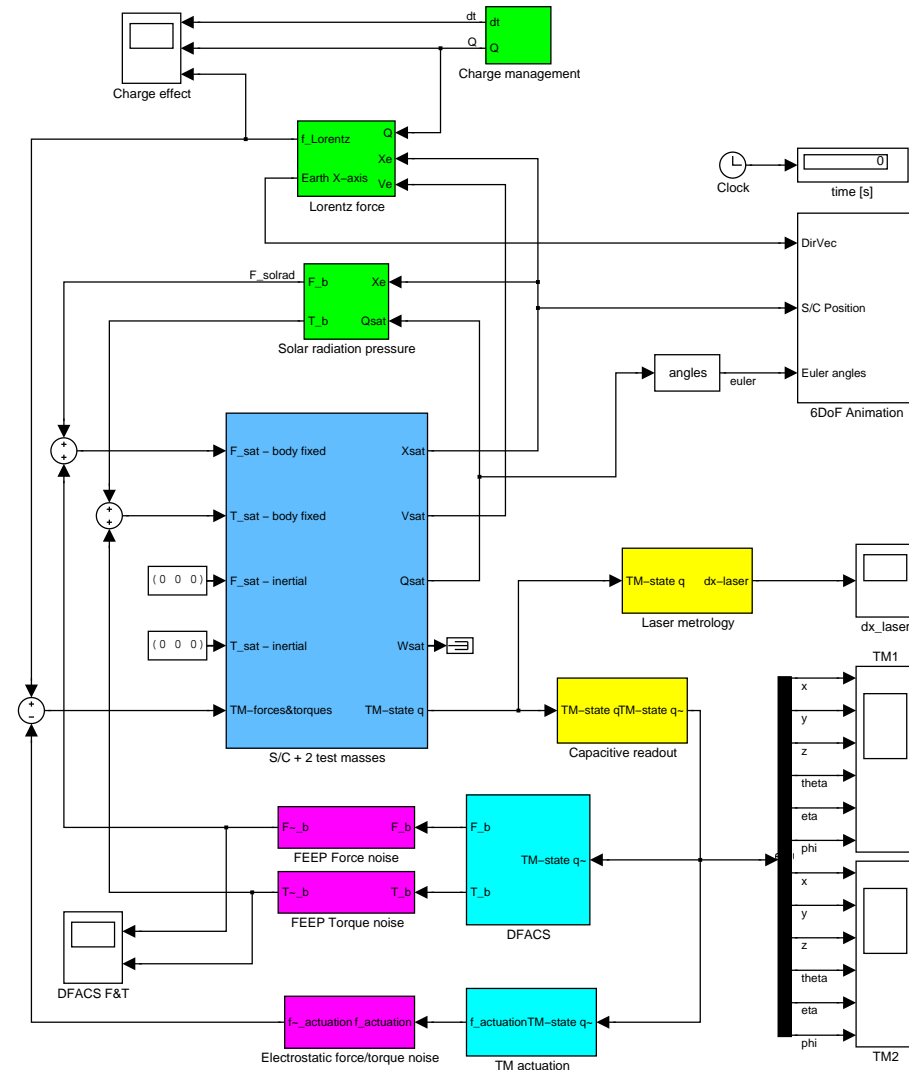 dt
dt
Q
Q
Charge management
Charge effect
f_Lorentz
Q
Xe
Earth X−axis
Ve
Lorentz force
Clock
0
time [s]
DirVec
S/C Position
Euler angles
6DoF Animation
F_solrad
F_b
Xe
T_b
Qsat
Solar radiation pressure
angles
euler
+
+
+
+
F_sat − body fixed
Xsat
T_sat − body fixed
Vsat
(0 0 0)
F_sat − inertial
Qsat
(0 0 0)
T_sat − inertial
Wsat
+
−
TM−forces&torques
TM−state q
S/C + 2 test masses
TM−state q
dx−laser
Laser metrology
dx_laser
TM−state q
TM−state q~
Capacitive readout
TM1
x
y
z
theta
eta
phi
x
y
z
theta
eta
phi
TM2
F~_b
F_b
FEEP Force noise
T~_b
T_b
FEEP Torque noise
F_b
TM−state q~
T_b
DFACS
DFACS F&T
f~_actuation
f_actuation
Electrostatic force/torque noise
f_actuation
TM−state q~
TM actuation